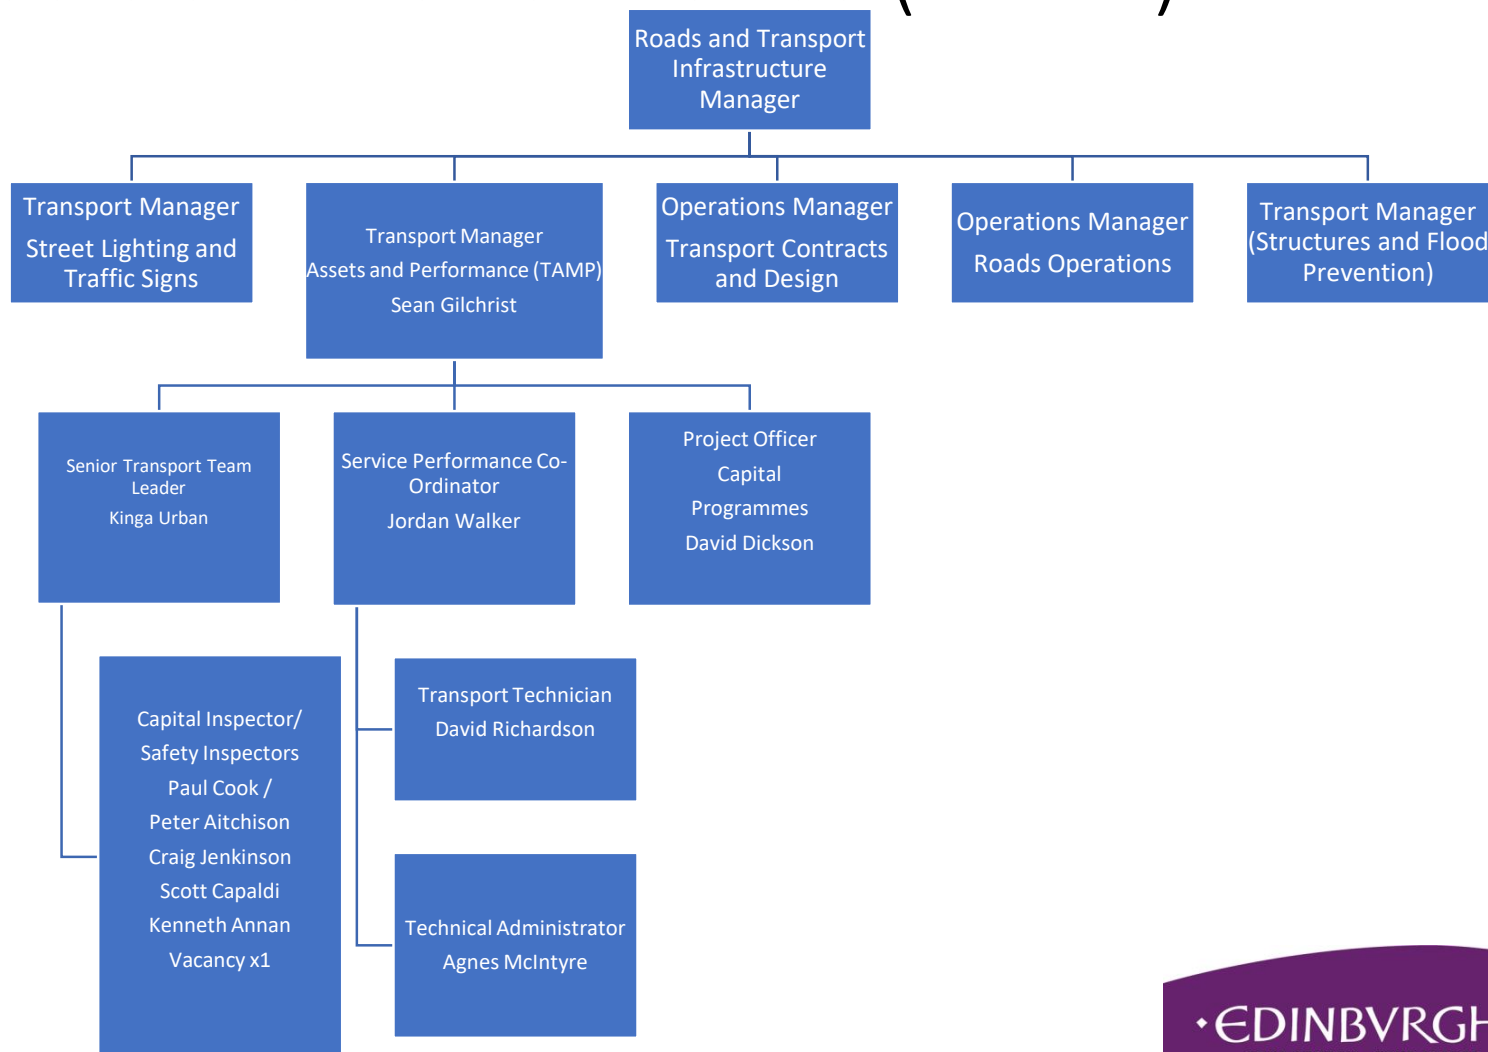 Roads and Transport
Infrastructure
Manager
Transport Manager
Street Lighting and
Traffic Signs
Transport Manager
Assets and Performance (TAMP)
Sean Gilchrist
Operations Manager
Transport Contracts
and Design
Operations Manager
Roads Operations
Transport Manager
(Structures and Flood
Prevention)
Senior Transport Team
Leader
Kinga Urban
Service Performance Co-
Ordinator
Jordan Walker
Project Officer
Capital
Programmes
David Dickson
Capital Inspector/
Safety Inspectors
Paul Cook /
Peter Aitchison
Craig Jenkinson
Scott Capaldi
Kenneth Annan
Vacancy x1
Transport Technician
David Richardson
Technical Administrator
Agnes McIntyre
·EDINBVRGH